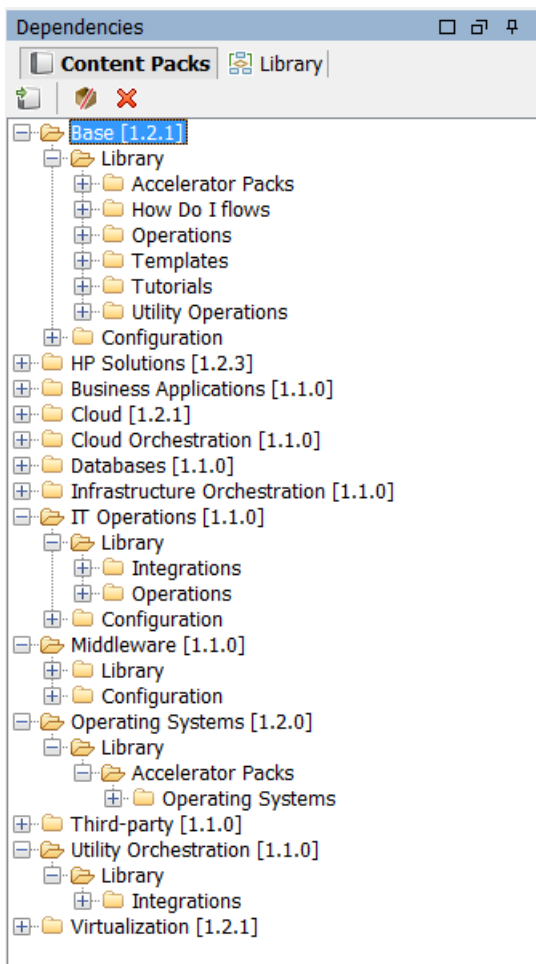 Dependencies
Content Packs Library
Base [1.2.1]
Library
Accelerator Packs
How Do I flows
Operations
Templates
Tutorials
Utility Operations
Configuration
HP Solutions [1.2.3]
Business Applications [1.1.0]
Cloud [1.2.1]
Cloud Orchestration [1.1.0]
Databases [1.1.0]
Infrastructure Orchestration [1.1.0]
IT Operations [1.1.0]
Library
Integrations
Operations
Configuration
Middleware [1.1.0]
Library
Configuration
Operating Systems [1.2.0]
Library
Accelerator Packs
Operating Systems
Third-party [1.1.0]
Utility Orchestration [1.1.0]
Library
Integrations
Virtualization [1.2.1]